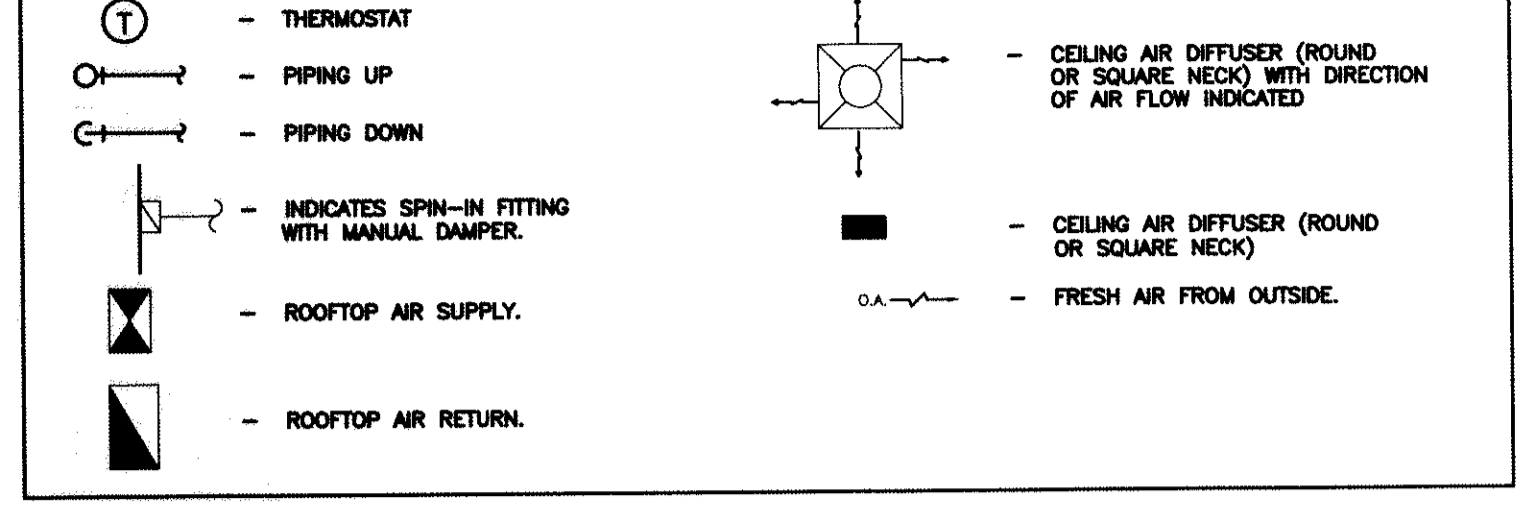 T - THERMOSTAT
- PIPING UP
- PIPING DOWN
- INDICATES SPIN-IN FITTING
WITH MANUAL DAMPER.
- ROOFTOP AIR SUPPLY.
- ROOFTOP AIR RETURN.
- CEILING AIR DIFFUSER (ROUND
OR SQUARE NECK) WITH DIRECTION
OF AIR FLOW INDICATED
- CEILING AIR DIFFUSER (ROUND
OR SQUARE NECK)
O.A. - FRESH AIR FROM OUTSIDE.